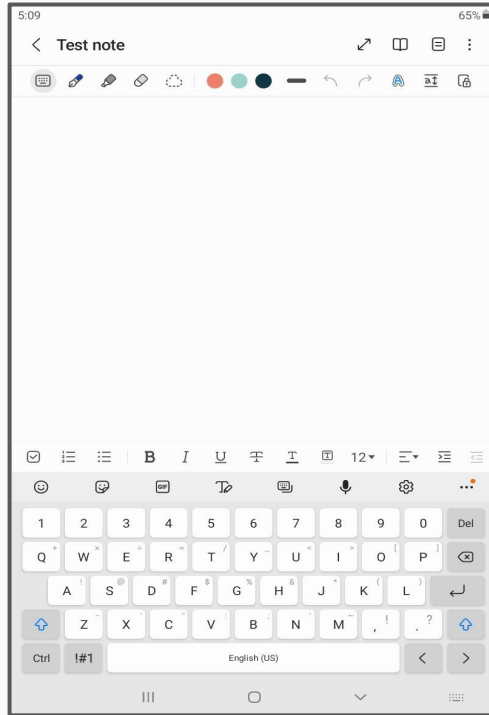 5:09 65%
Test note
12
GIF
1 2 3 4 5 6 7 8 9 0 Del
Q + W × E ÷ R = T / Y _ U < I > O [ P ]
A ! S @ D # F $ G % H & J * K ( L )
Z - X ' C " V : B ; N , M ~ , ! . ?
Ctrl !#1 English (US) < >